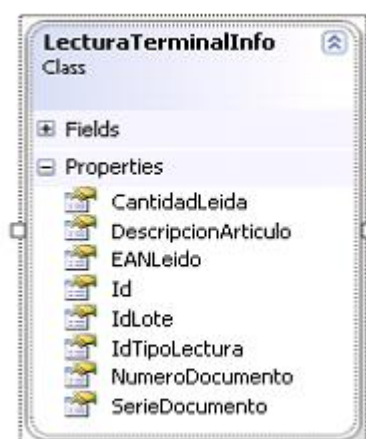 LecturaTerminalInfo
Class
Fields
Properties
CantidadLeida
DescripcionArticulo
EANLeido
Id
IdLote
IdTipoLectura
NumeroDocumento
SerieDocumento